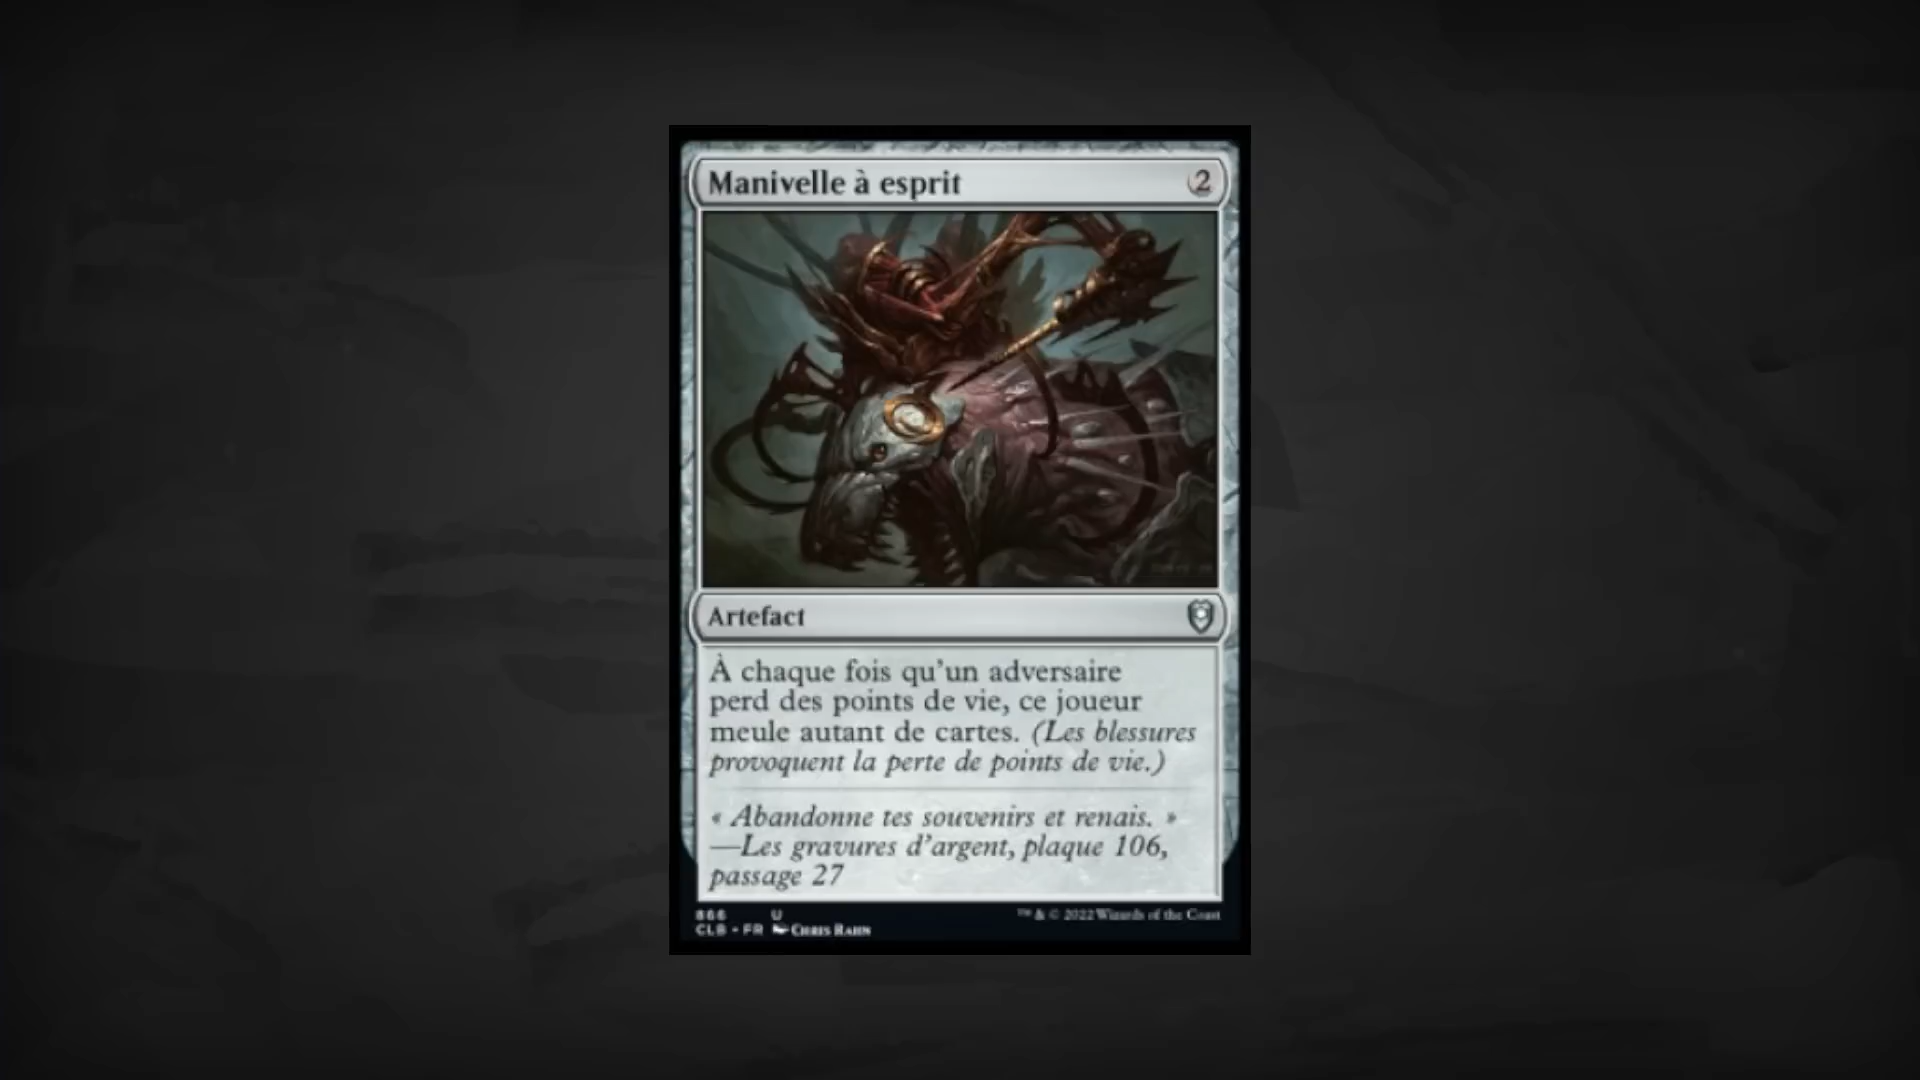 Manivelle à esprit 2
Artefact
À chaque fois qu'un adversaire
perd des points de vie, ce joueur
meule autant de cartes. (Les blessures
provoquent la perte de points de vie.)
« Abandonne tes souvenirs et renais. »
—Les gravures d'argent, plaque 106,
passage 27
866 U ™ & © 2022 Wizards of the Coast
CLB • FR Chris Rahn